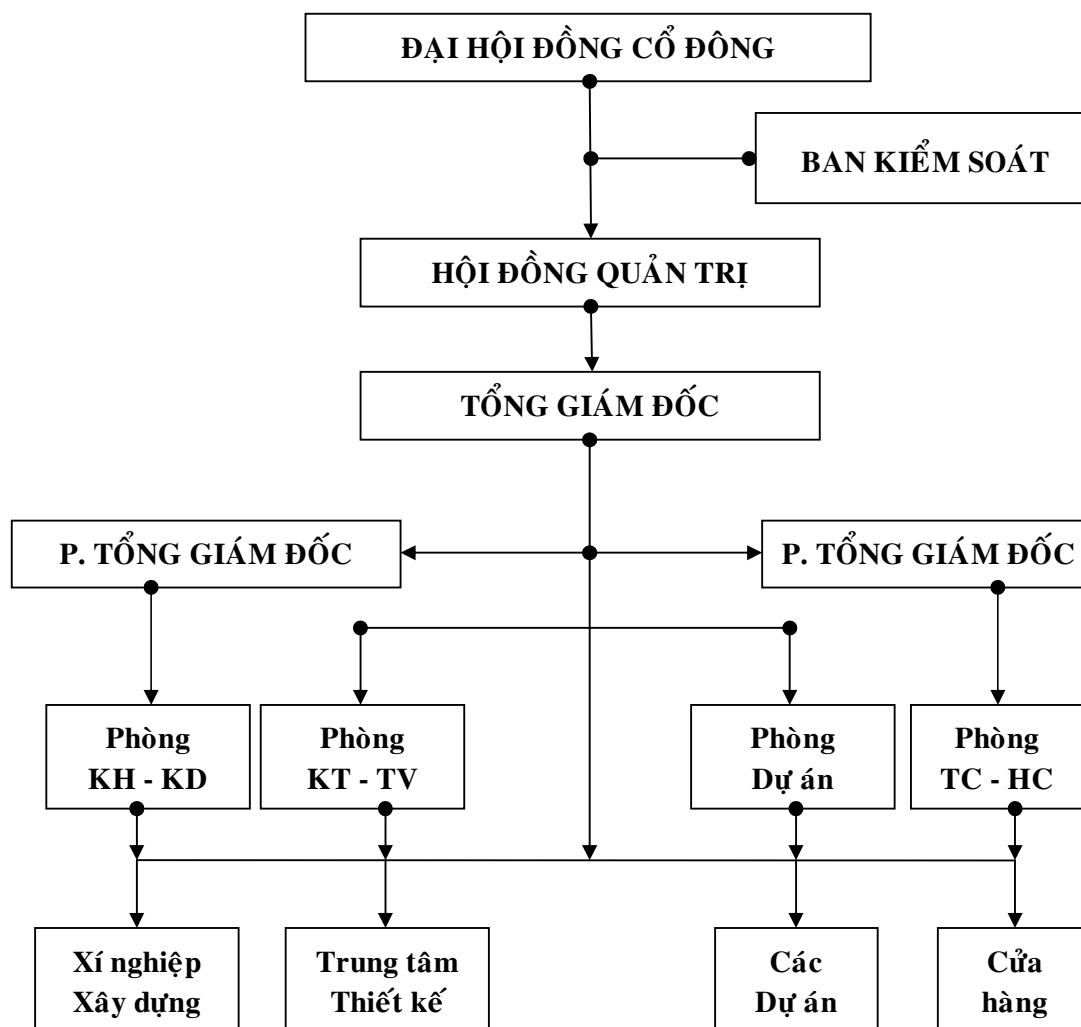 ĐẠI HỘI ĐỒNG CỔ ĐÔNG
BAN KIỂM SOÁT
HỘI ĐỒNG QUẢN TRỊ
TỔNG GIÁM ĐỐC
P. TỔNG GIÁM ĐỐC
P. TỔNG GIÁM ĐỐC
Phòng
KH - KD
Phòng
KT - TV
Phòng
Dự án
Phòng
TC - HC
Xí nghiệp
Xây dựng
Trung tâm
Thiết kế
Các
Dự án
Cửa
hàng